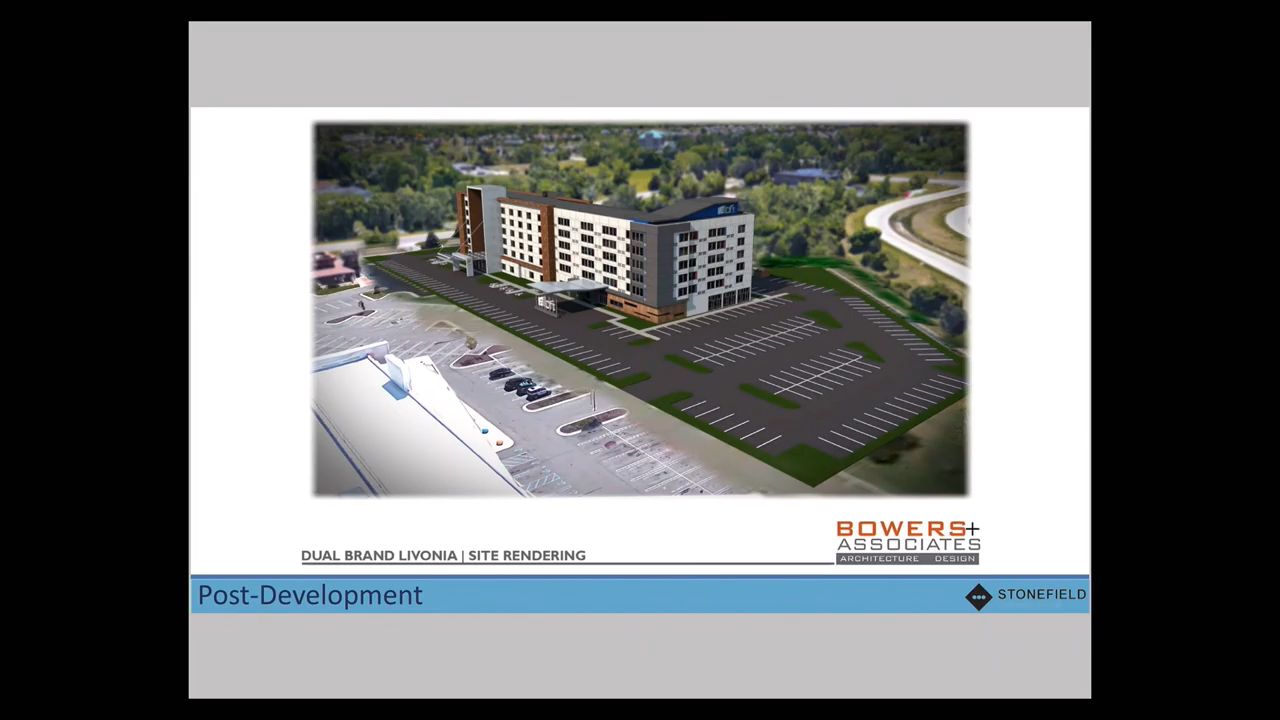 DUAL BRAND LIVONIA | SITE RENDERING
BOWERS+
ASSOCIATES
ARCHITECTURE DESIGN
Post-Development
STONEFIELD